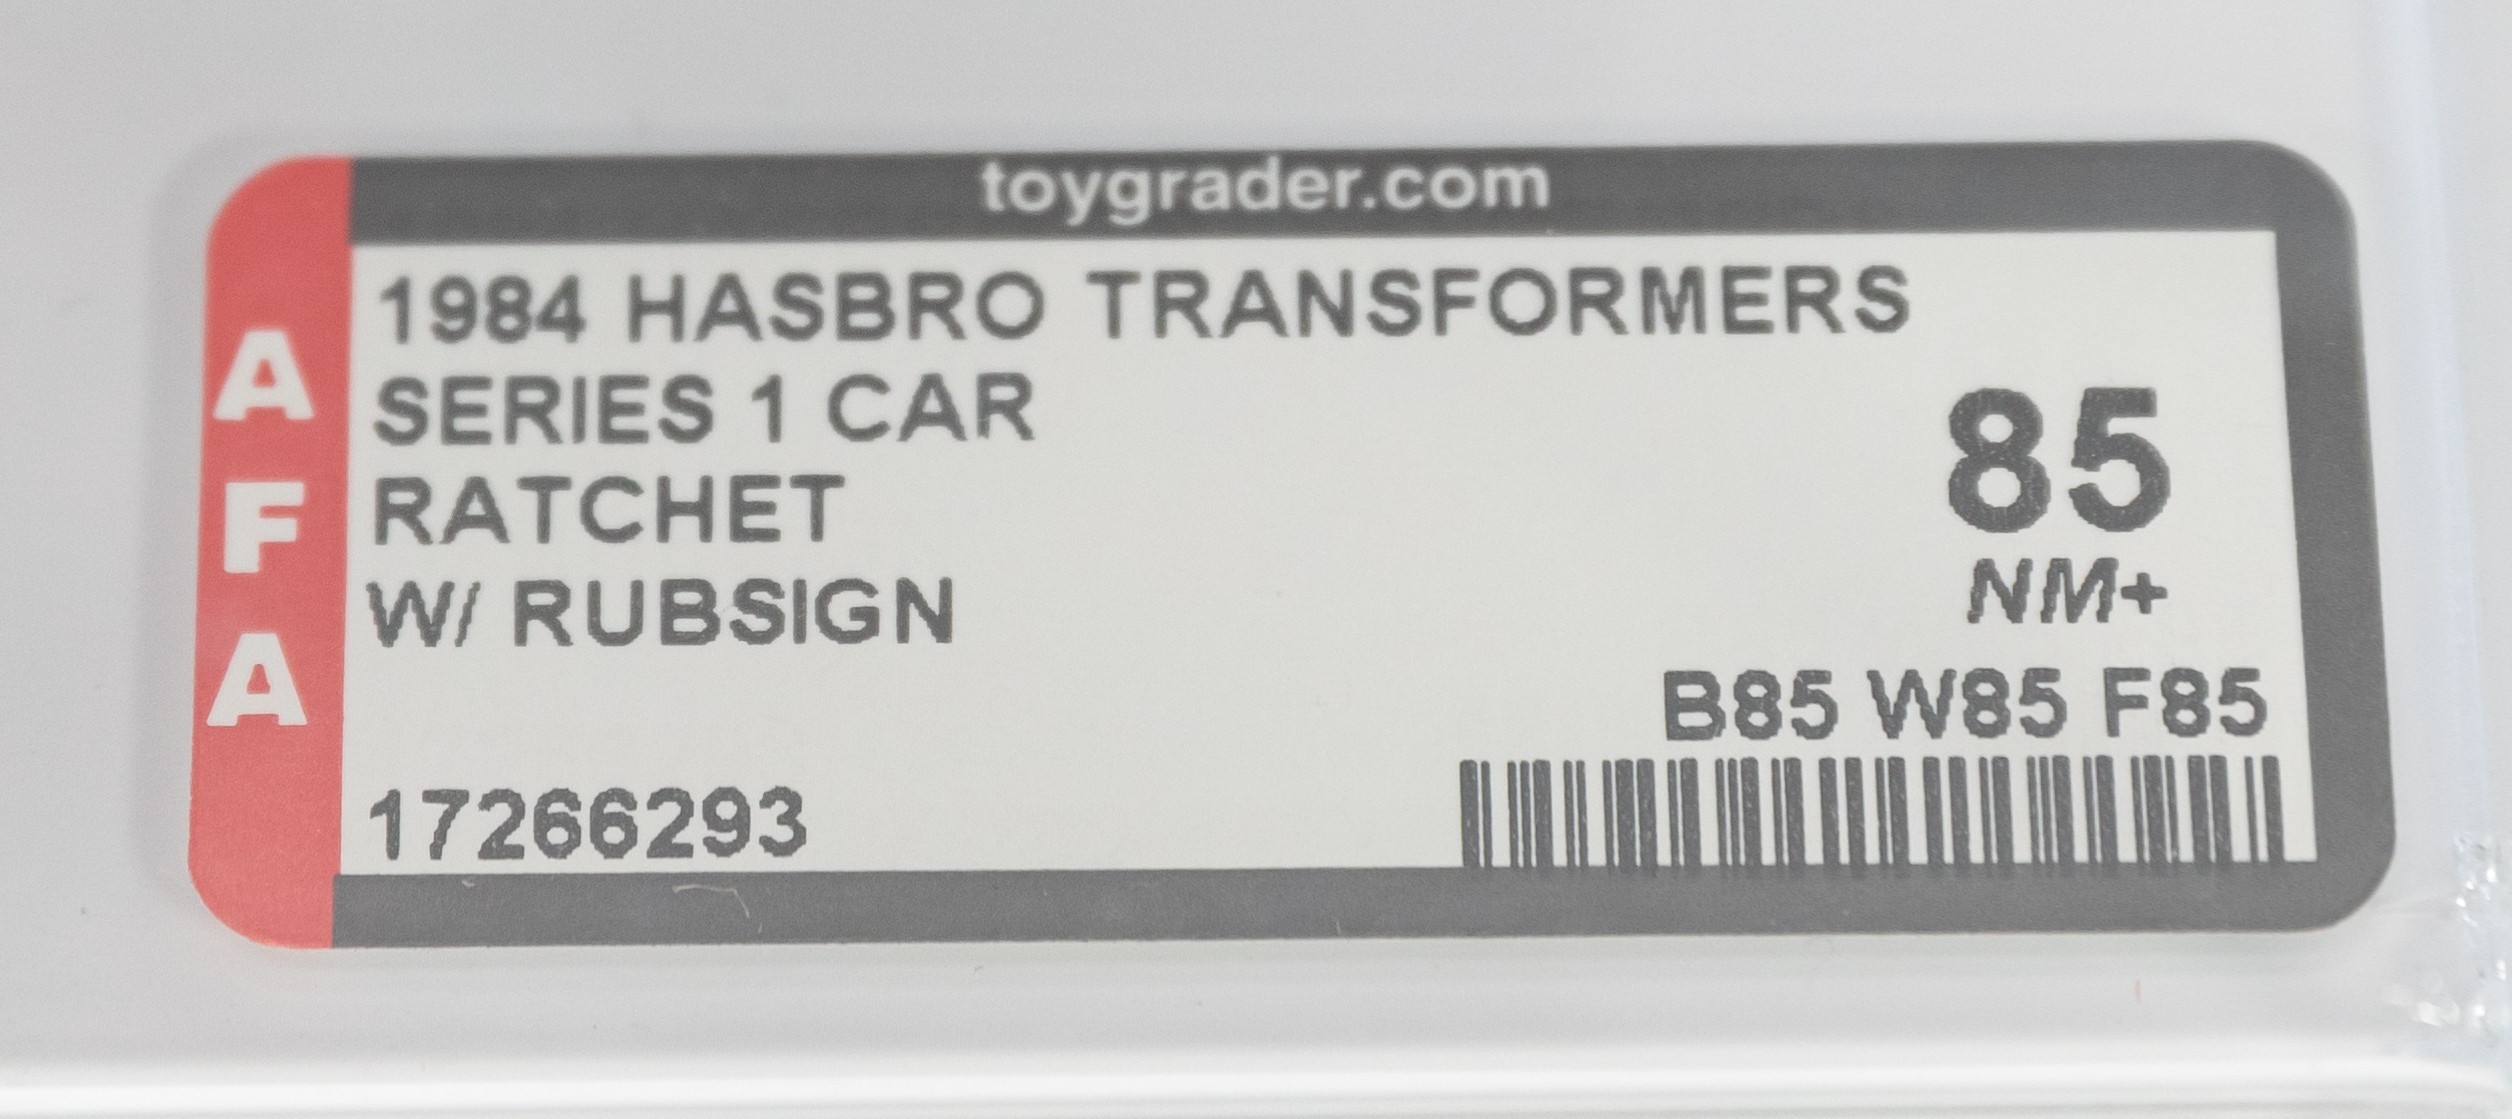 toygrader.com
AFA
1984 HASBRO TRANSFORMERS
SERIES 1 CAR
RATCHET
W/ RUBSIGN
85
NM+
B85 W85 F85
17266293